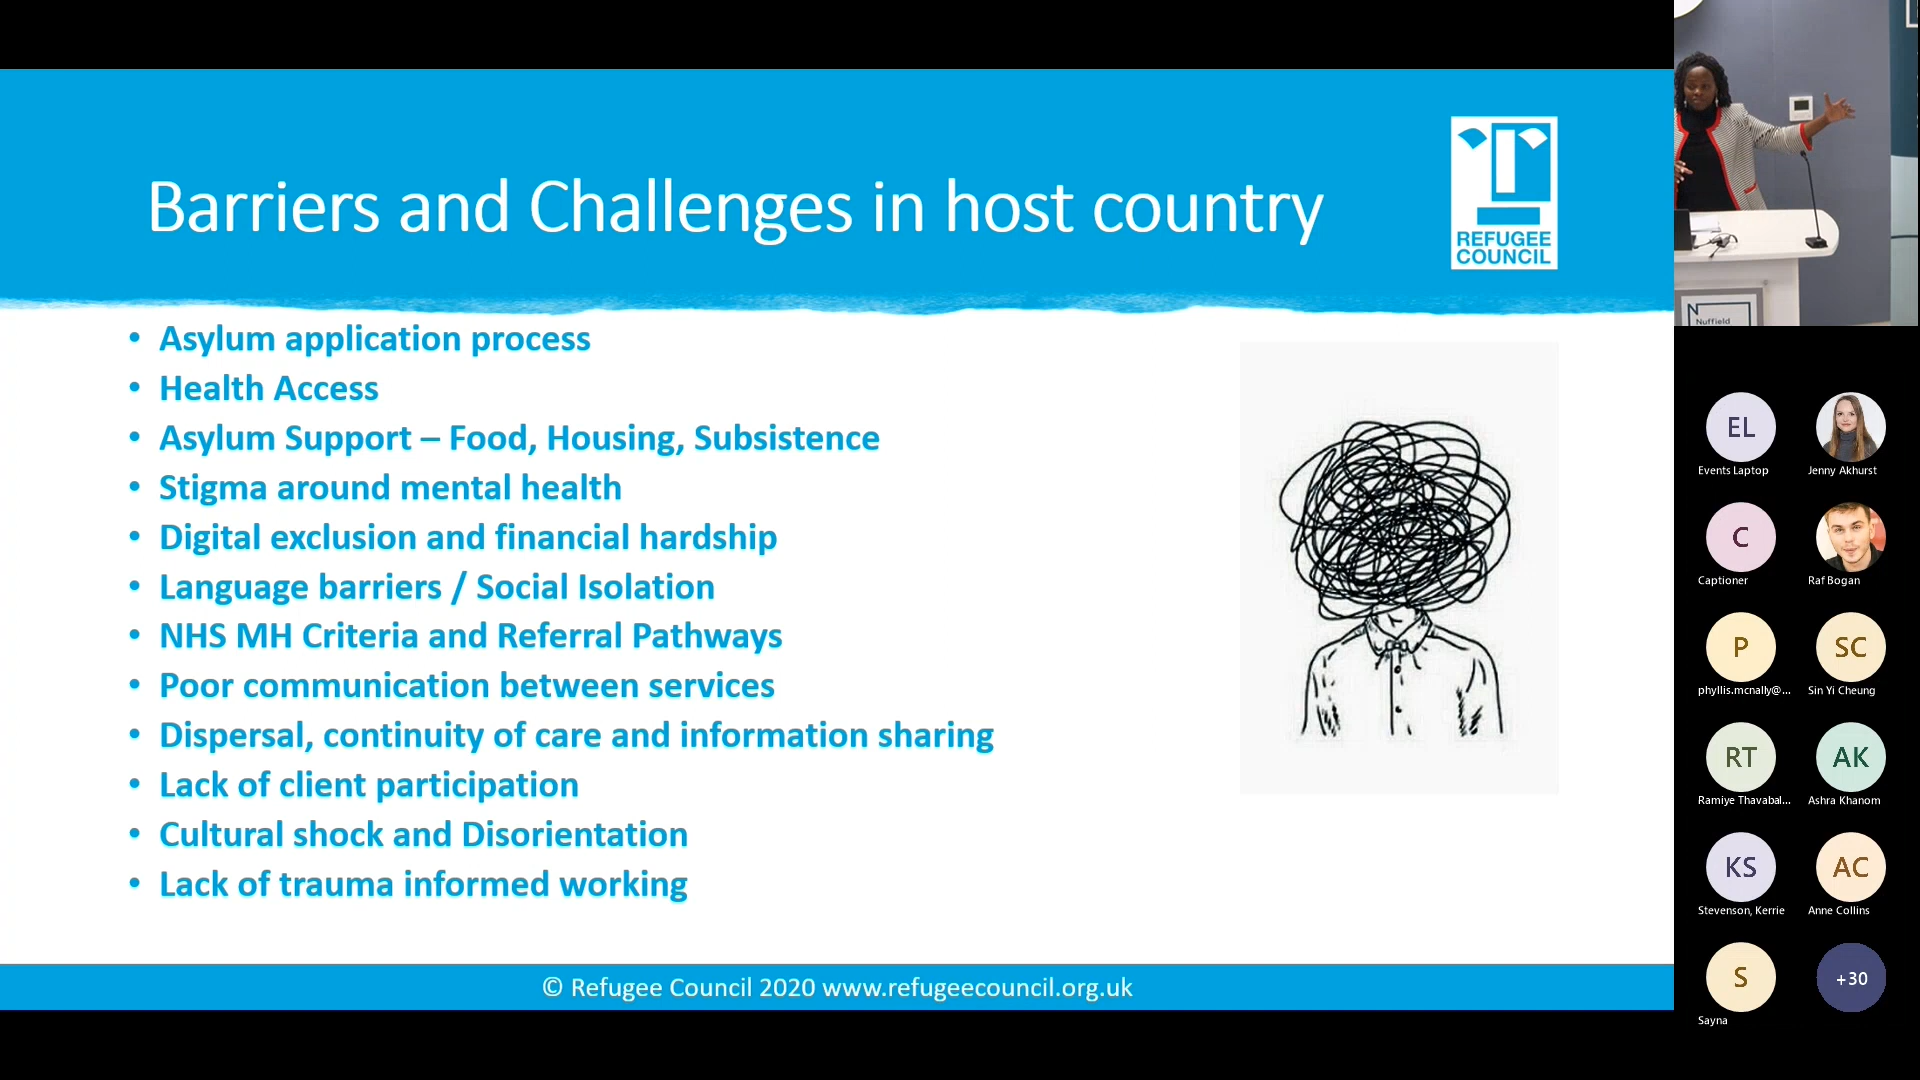 Barriers and Challenges in host country
REFUGEE
COUNCIL
• Asylum application process
• Health Access
• Asylum Support – Food, Housing, Subsistence
• Stigma around mental health
• Digital exclusion and financial hardship
• Language barriers / Social Isolation
• NHS MH Criteria and Referral Pathways
• Poor communication between services
• Dispersal, continuity of care and information sharing
• Lack of client participation
• Cultural shock and Disorientation
• Lack of trauma informed working
© Refugee Council 2020 www.refugeecouncil.org.uk
N
Nuffield
EL
Events Laptop
Jenny Akhurst
C
Captioner
Raf Bogan
P
phyllis.mcnally@...
SC
Sin Yi Cheung
RT
Ramiye Thavabal...
AK
Ashra Khanom
KS
Stevenson, Kerrie
AC
Anne Collins
S
Sayna
+30